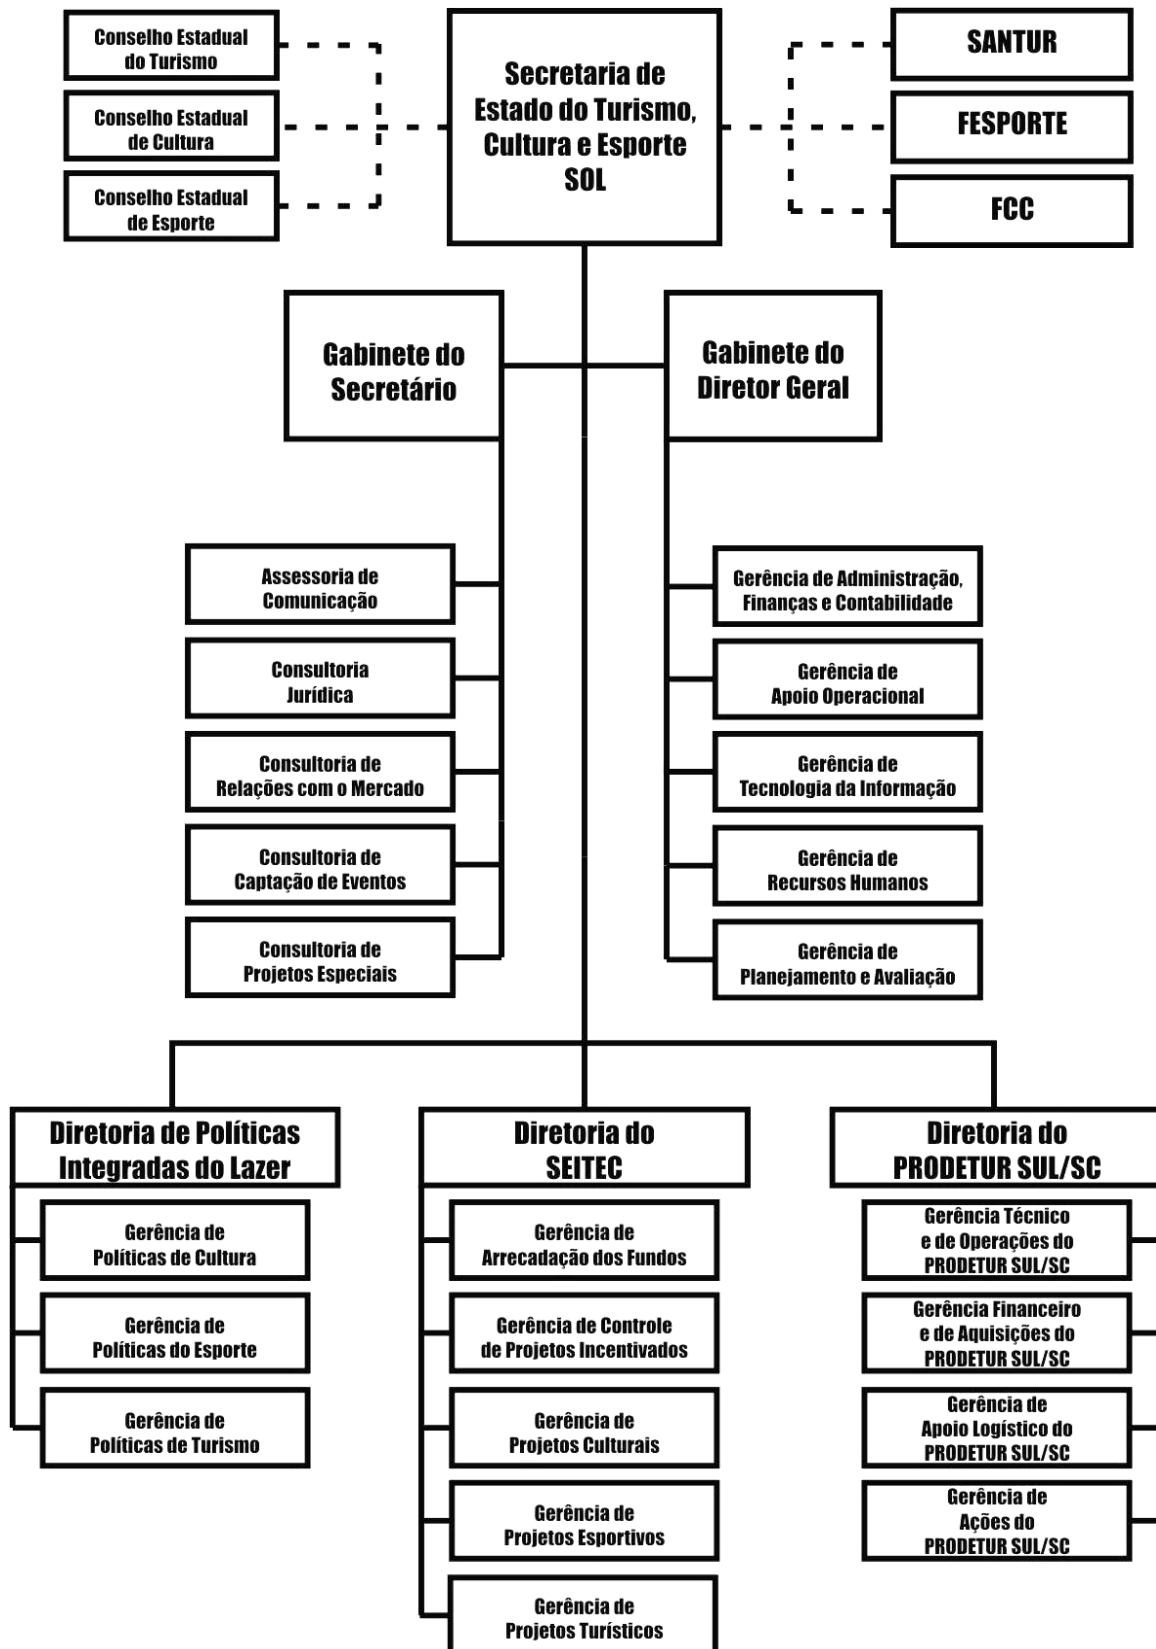 Conselho Estadual
do Turismo
Conselho Estadual
de Cultura
Conselho Estadual
de Esporte
Secretaria de
Estado do Turismo,
Cultura e Esporte
SOL
SANTUR
FESPORTE
FCC
Gabinete do
Secretário
Gabinete do
Diretor Geral
Assessoria de
Comunicação
Consultoria
Jurídica
Consultoria de
Relações com o Mercado
Consultoria de
Captação de Eventos
Consultoria de
Projetos Especiais
Gerência de Administração,
Finanças e Contabilidade
Gerência de
Apoio Operacional
Gerência de
Tecnologia da Informação
Gerência de
Recursos Humanos
Gerência de
Planejamento e Avaliação
Diretoria de Políticas
Integradas do Lazer
Gerência de
Políticas de Cultura
Gerência de
Políticas do Esporte
Gerência de
Políticas de Turismo
Diretoria do
SEITEC
Gerência de
Arrecadação dos Fundos
Gerência de Controle
de Projetos Incentivados
Gerência de
Projetos Culturais
Gerência de
Projetos Esportivos
Gerência de
Projetos Turísticos
Diretoria do
PRODETUR SUL/SC
Gerência Técnico
e de Operações do
PRODETUR SUL/SC
Gerência Financeiro
e de Aquisições do
PRODETUR SUL/SC
Gerência de
Apoio Logístico do
PRODETUR SUL/SC
Gerência de
Ações do
PRODETUR SUL/SC